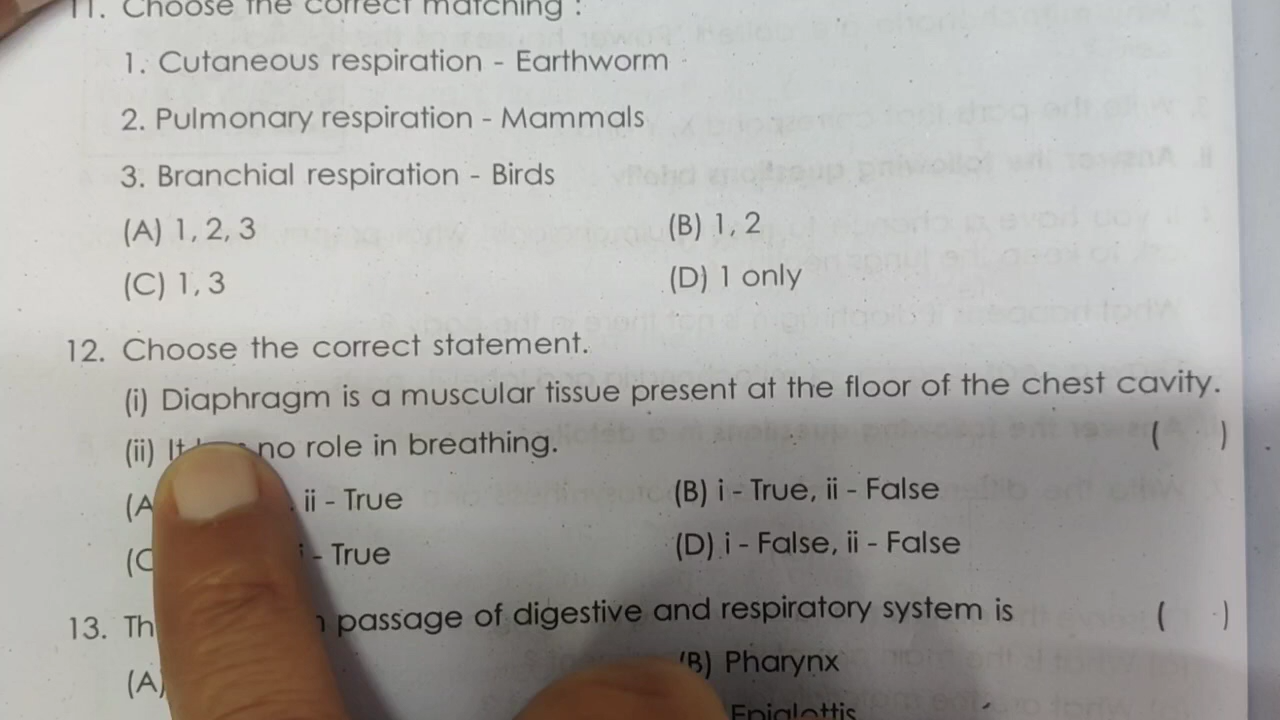 11. Choose the correct matching :
1. Cutaneous respiration - Earthworm
2. Pulmonary respiration - Mammals
3. Branchial respiration - Birds
(A) 1, 2, 3 (B) 1, 2
(C) 1, 3 (D) 1 only
12. Choose the correct statement.
(i) Diaphragm is a muscular tissue present at the floor of the chest cavity.
(ii) It no role in breathing. ( )
(A ii - True (B) i - True, ii - False
(C - True (D) i - False, ii - False
13. passage of digestive and respiratory system is ( )
(A) (B) Pharynx
Epiglottis